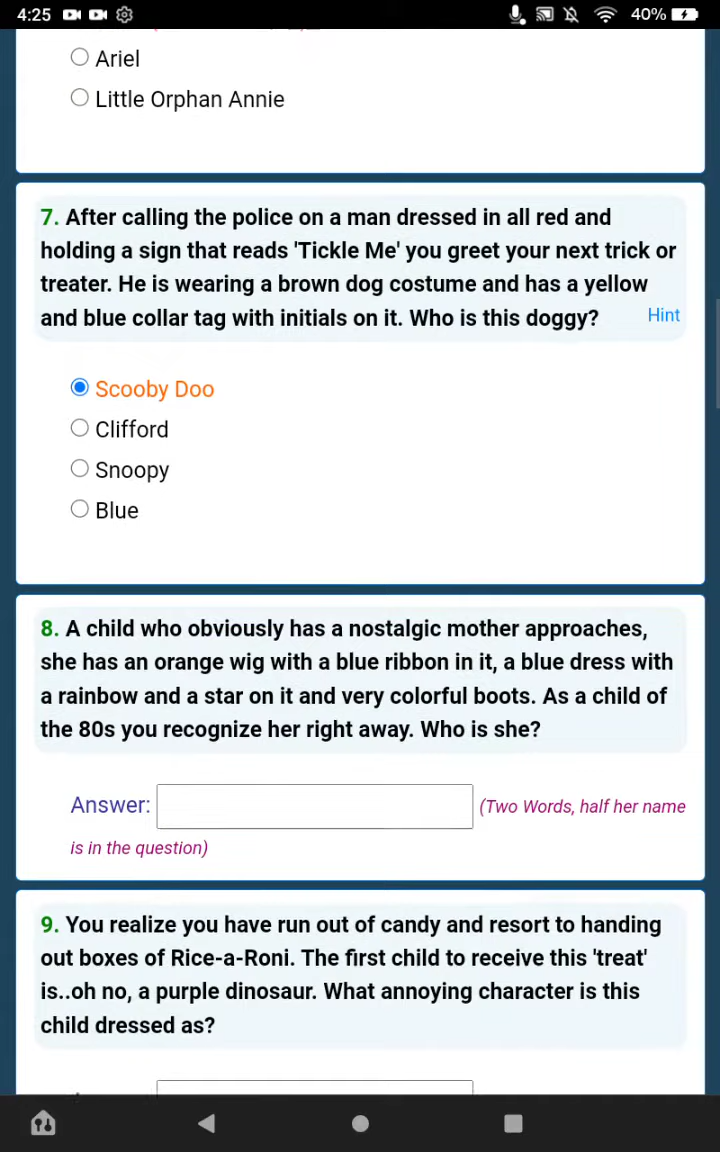 4:25
40%
Ariel
Little Orphan Annie
7. After calling the police on a man dressed in all red and
holding a sign that reads 'Tickle Me' you greet your next trick or
treater. He is wearing a brown dog costume and has a yellow
and blue collar tag with initials on it. Who is this doggy? Hint
Scooby Doo
Clifford
Snoopy
Blue
8. A child who obviously has a nostalgic mother approaches,
she has an orange wig with a blue ribbon in it, a blue dress with
a rainbow and a star on it and very colorful boots. As a child of
the 80s you recognize her right away. Who is she?
Answer: (Two Words, half her name
is in the question)
9. You realize you have run out of candy and resort to handing
out boxes of Rice-a-Roni. The first child to receive this 'treat'
is..oh no, a purple dinosaur. What annoying character is this
child dressed as?